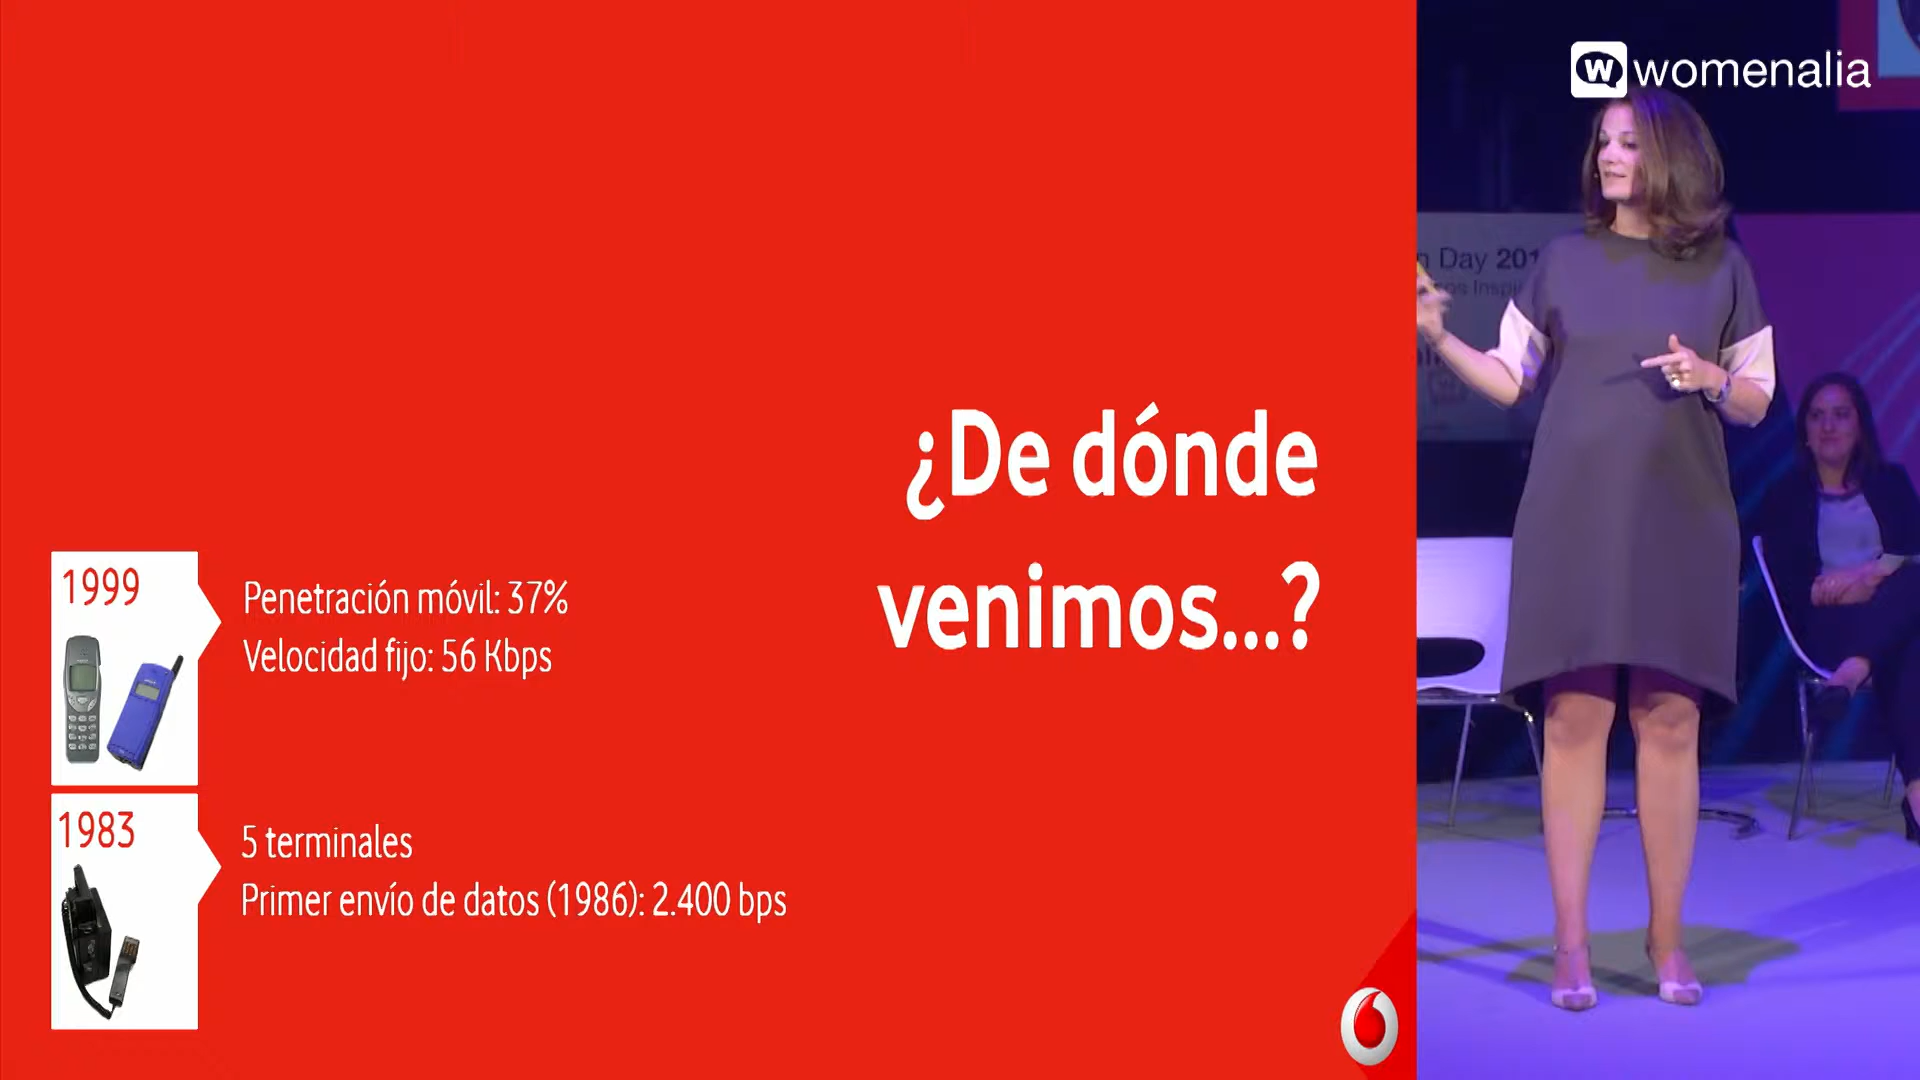 womenalia
¿De dónde
venimos...?
1999
Penetración móvil: 37%
Velocidad fijo: 56 Kbps
1983
5 terminales
Primer envío de datos (1986): 2.400 bps
Day 201